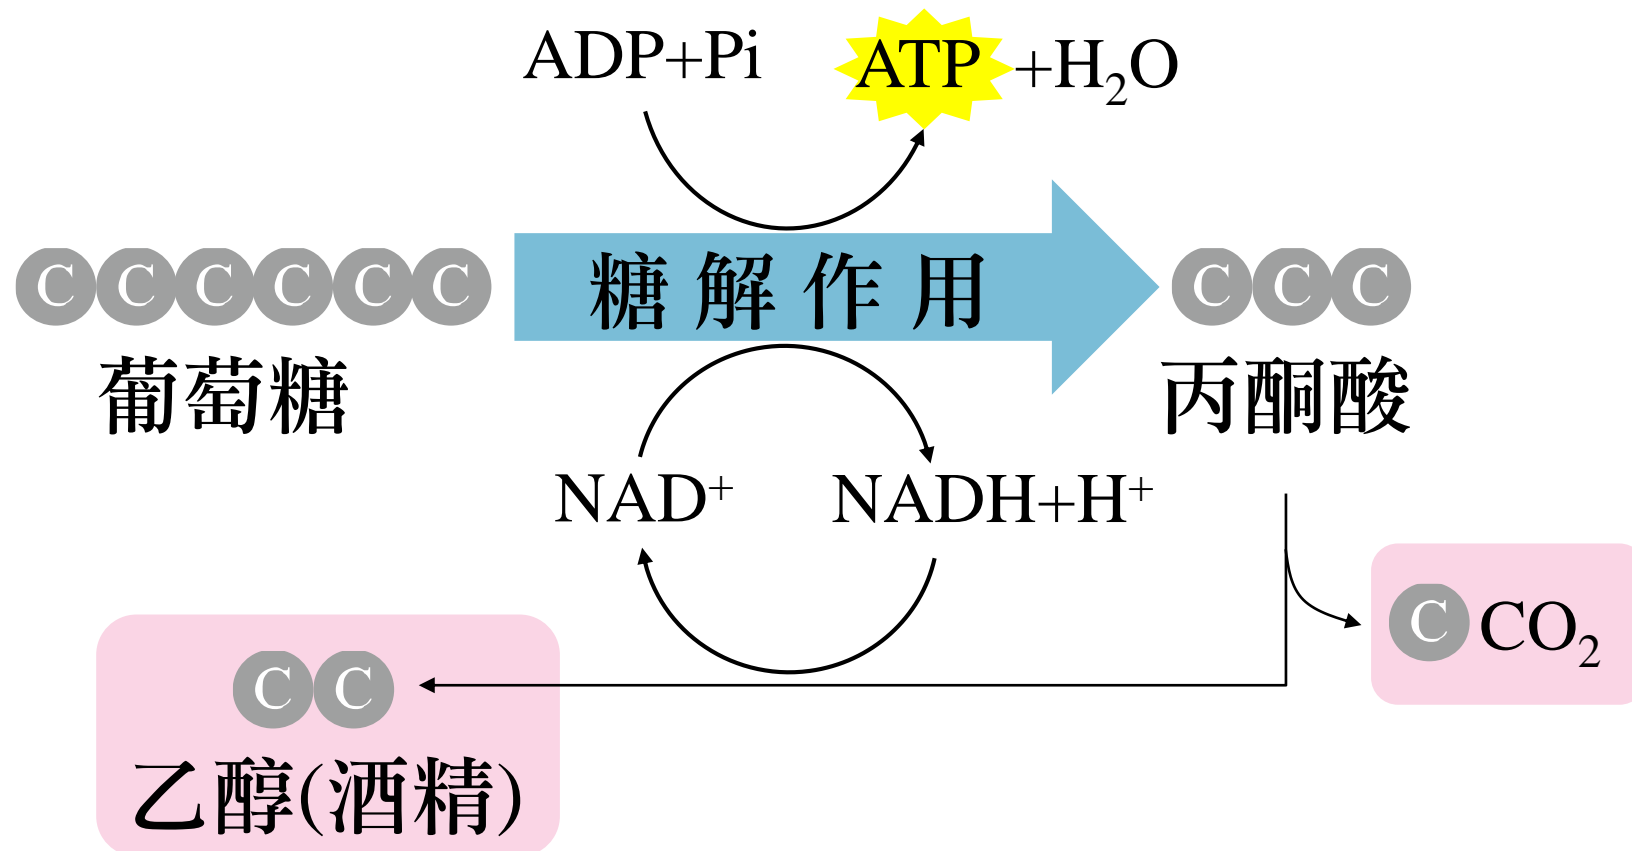 ADP+Pi ATP +H₂O
C C C C C C 糖解作用 C C C
葡萄糖 丙酮酸
NAD⁺ NADH+H⁺
C CO₂
C C
乙醇(酒精)